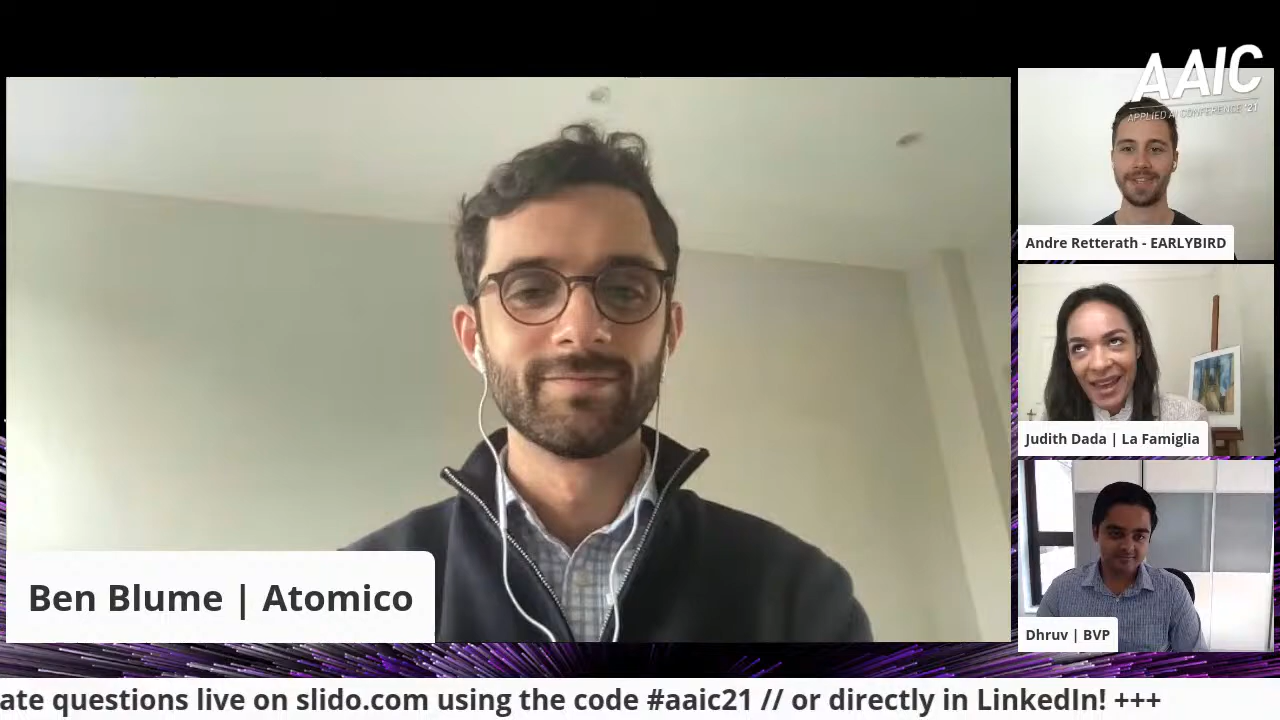 AAIC
APPLIED AI CONFERENCE '21
Andre Retterath - EARLYBIRD
Judith Dada | La Famiglia
Ben Blume | Atomico
Dhruv | BVP
ate questions live on slido.com using the code #aaic21 // or directly in LinkedIn! +++